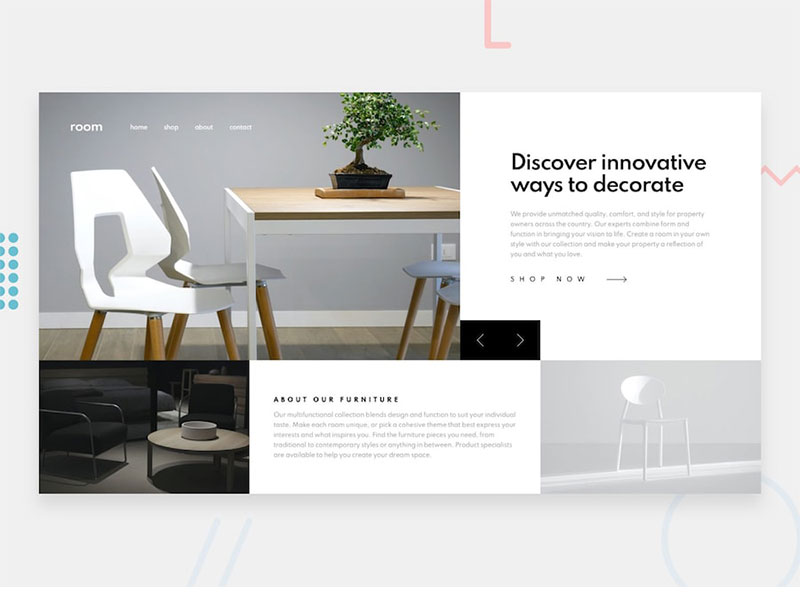 room
home shop about contact
Discover innovative
ways to decorate
We provide unmatched quality, comfort, and style for property
owners across the country. Our experts combine form and
function in bringing your vision to life. Create a room in your own
style with our collection and make your property a reflection of
you and what you love.
SHOP NOW
ABOUT OUR FURNITURE
Our multifunctional collection blends design and function to suit your individual
taste. Make each room unique, or pick a cohesive theme that best express your
interests and what inspires you. Find the furniture pieces you need, from
traditional to contemporary styles or anything in between. Product specialists
are available to help you create your dream space.